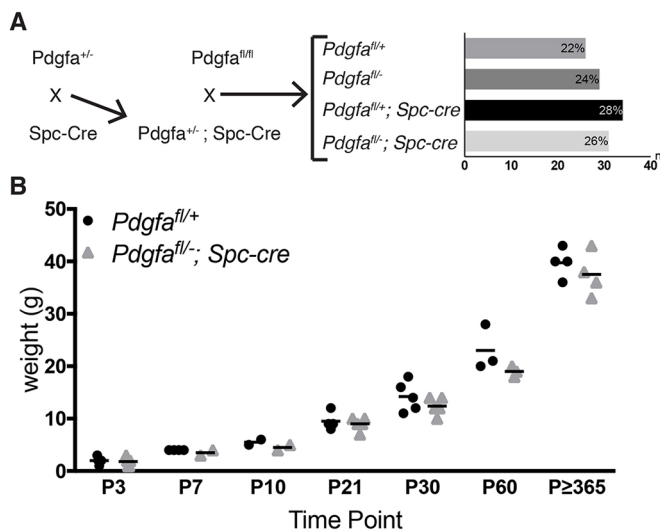 A
Pdgfa+/-
X
Spc-Cre
Pdgfafl/fl
X
Pdgfa+/- ; Spc-Cre
Pdgfafl/+
Pdgfafl/-
Pdgfafl/+; Spc-cre
Pdgfafl/-; Spc-cre
22%
24%
28%
26%
0 10 20 30 40 n
B
Pdgfafl/+
Pdgfafl/-; Spc-cre
weight (g)
50
40
30
20
10
0
P3 P7 P10 P21 P30 P60 P≥365
Time Point